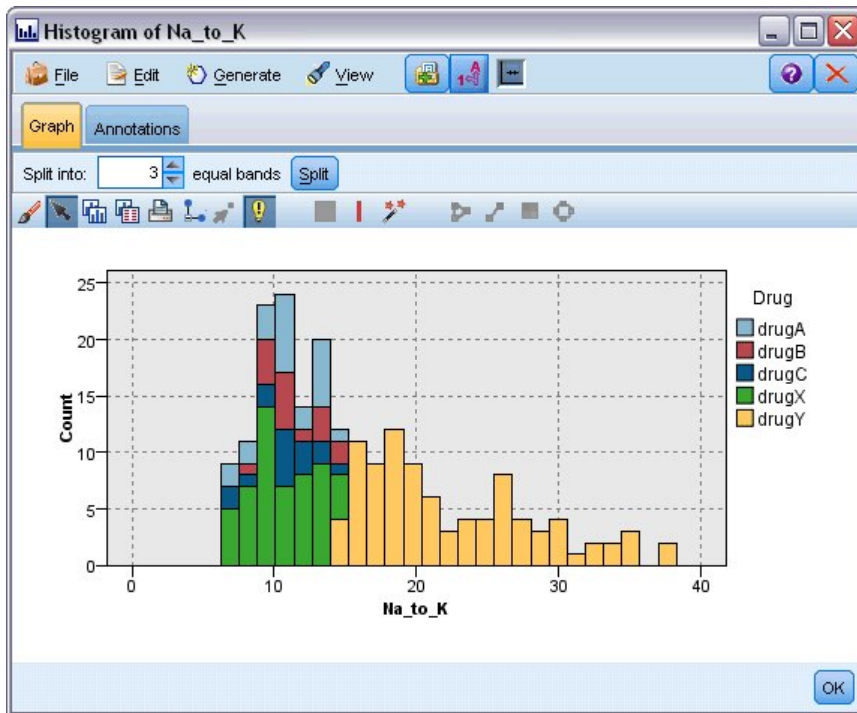 Histogram of Na_to_K
File Edit Generate View
Graph Annotations
Split into: 3 equal bands Split
25
20
15
10
5
0
Count
0 10 20 30 40
Na_to_K
Drug
drugA
drugB
drugC
drugX
drugY
OK